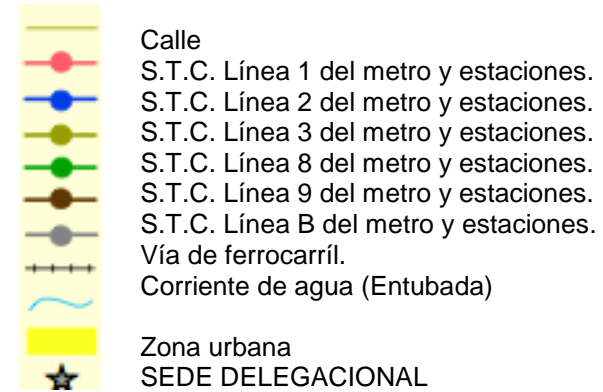 Calle
S.T.C. Línea 1 del metro y estaciones.
S.T.C. Línea 2 del metro y estaciones.
S.T.C. Línea 3 del metro y estaciones.
S.T.C. Línea 8 del metro y estaciones.
S.T.C. Línea 9 del metro y estaciones.
S.T.C. Línea B del metro y estaciones.
Vía de ferrocarríl.
Corriente de agua (Entubada)
Zona urbana
SEDE DELEGACIONAL